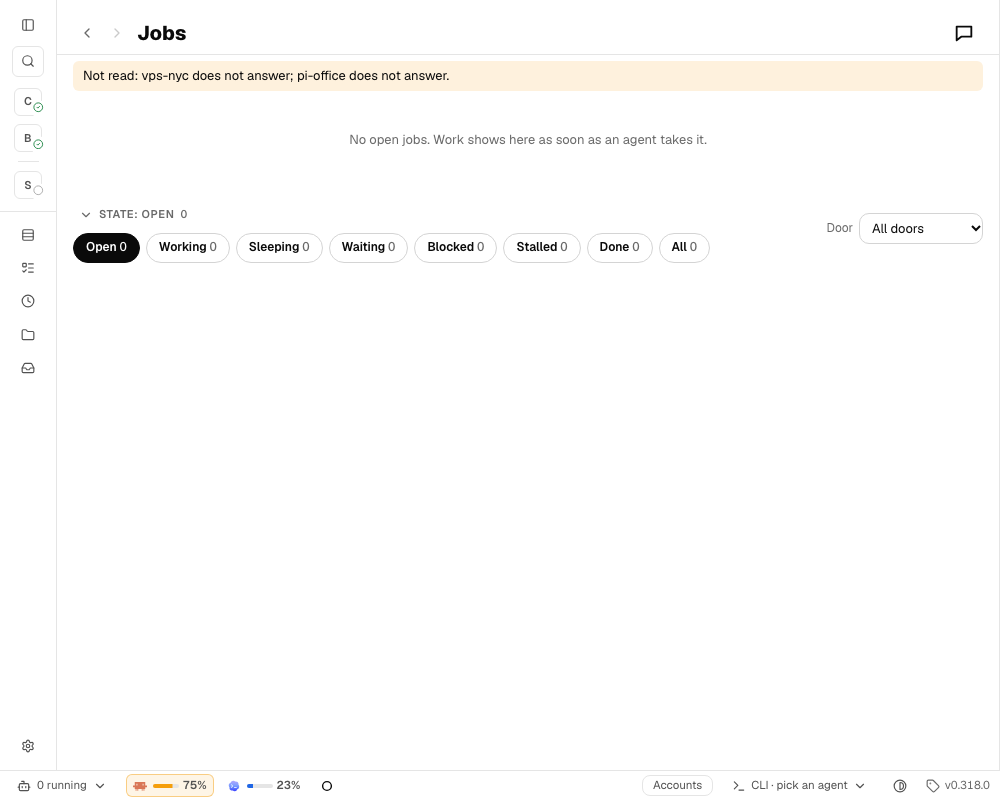 Jobs
Not read: vps-nyc does not answer; pi-office does not answer.
C
B
S
No open jobs. Work shows here as soon as an agent takes it.
STATE: OPEN 0
Open 0
Working 0
Sleeping 0
Waiting 0
Blocked 0
Stalled 0
Done 0
All 0
Door
All doors
0 running
75%
23%
Accounts
CLI · pick an agent
v0.318.0